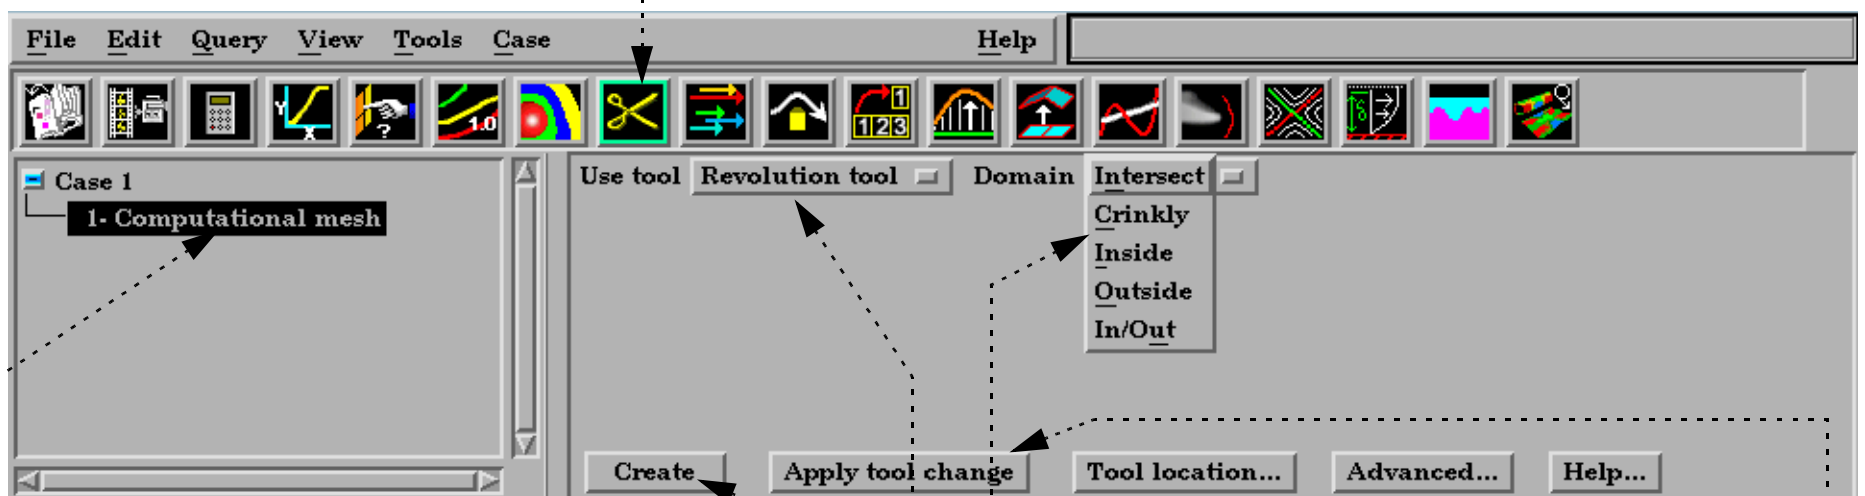 File Edit Query View Tools Case Help
Y X ? 1.0 1 123 δ
Case 1
1- Computational mesh
Use tool Revolution tool Domain Intersect
Crinkly
Inside
Outside
In/Out
Create Apply tool change Tool location... Advanced... Help...